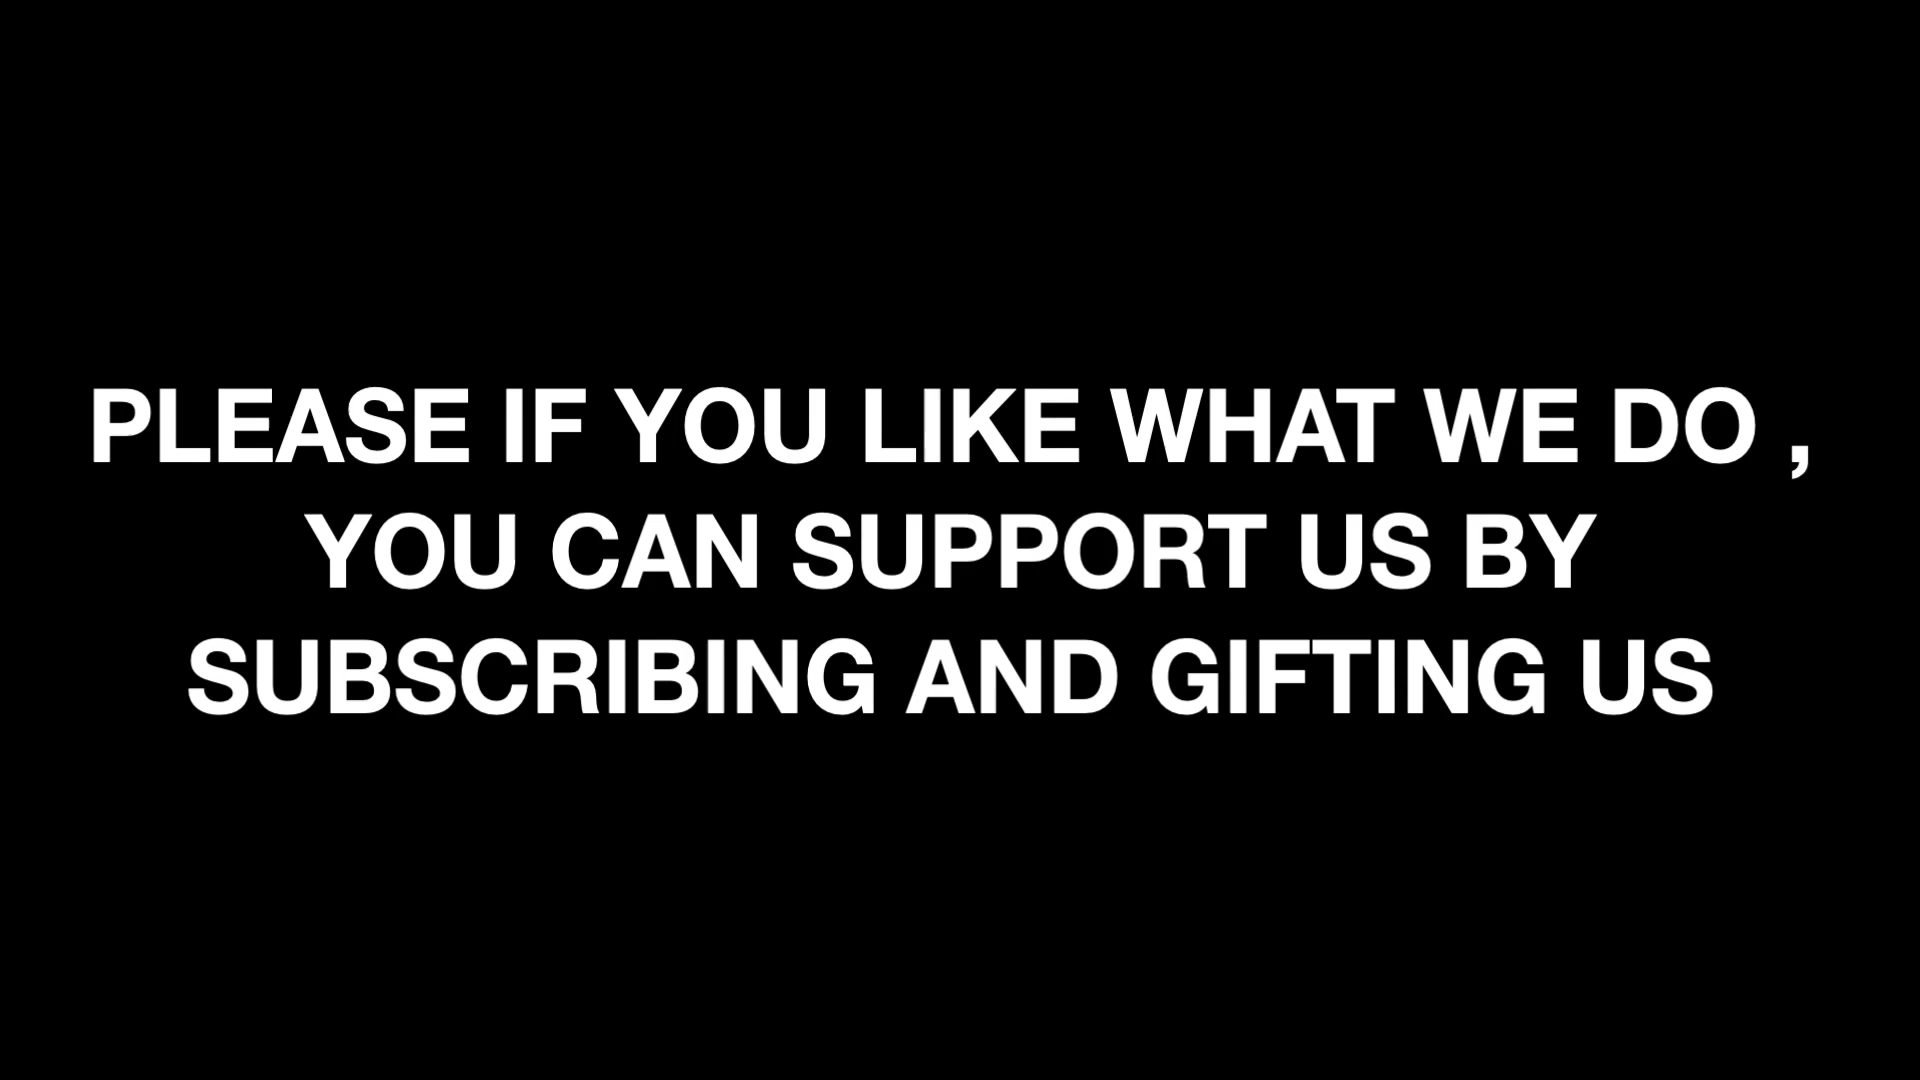 PLEASE IF YOU LIKE WHAT WE DO ,
YOU CAN SUPPORT US BY
SUBSCRIBING AND GIFTING US